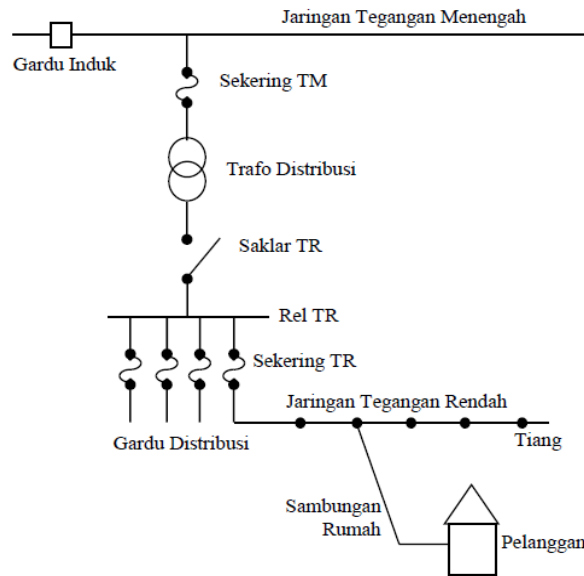 Jaringan Tegangan Menengah
Gardu Induk
Sekering TM
Trafo Distribusi
Saklar TR
Rel TR
Sekering TR
Jaringan Tegangan Rendah
Gardu Distribusi
Tiang
Sambungan
Rumah
Pelanggan